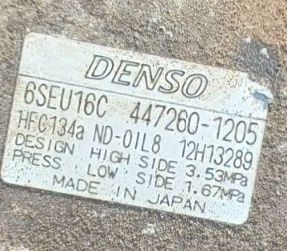 DENSO
6SEU16C 447260-1205
HFC134a ND-OIL8 12H13289
DESIGN HIGH SIDE 3.53MPa
PRESS. LOW SIDE 1.67MPa
MADE IN JAPAN